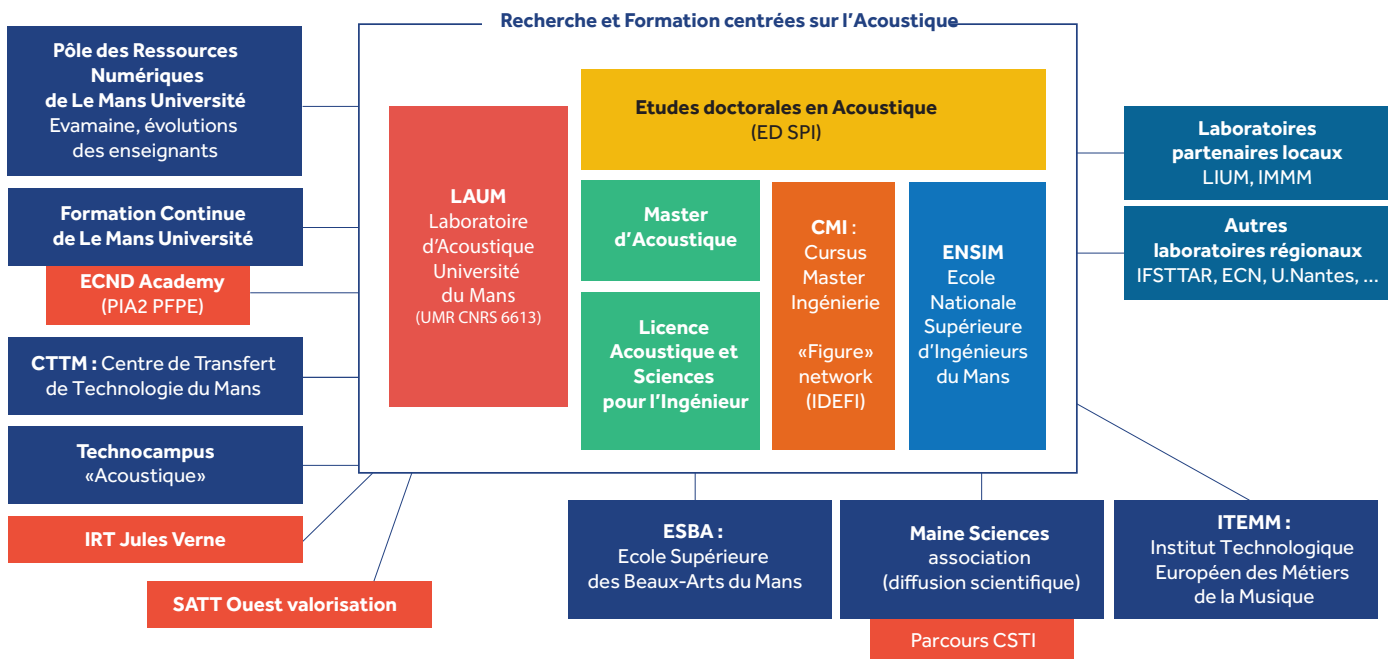 Recherche et Formation centrées sur l'Acoustique
Pôle des Ressources
Numériques
de Le Mans Université
Evamaine, évolutions
des enseignants
Formation Continue
de Le Mans Université
ECND Academy
(PIA2 PFPE)
CTTM : Centre de Transfert
de Technologie du Mans
Technocampus
«Acoustique»
IRT Jules Verne
SATT Ouest valorisation
LAUM
Laboratoire
d'Acoustique
Université
du Mans
(UMR CNRS 6613)
Etudes doctorales en Acoustique
(ED SPI)
Master
d'Acoustique
Licence
Acoustique et
Sciences
pour l'Ingénieur
CMI :
Cursus
Master
Ingénierie
«Figure»
network
(IDEFI)
ENSIM
Ecole
Nationale
Supérieure
d'Ingénieurs
du Mans
Laboratoires
partenaires locaux
LIUM, IMMM
Autres
laboratoires régionaux
IFSTTAR, ECN, U.Nantes, ...
ESBA :
Ecole Supérieure
des Beaux-Arts du Mans
Maine Sciences
association
(diffusion scientifique)
Parcours CSTI
ITEMM :
Institut Technologique
Européen des Métiers
de la Musique